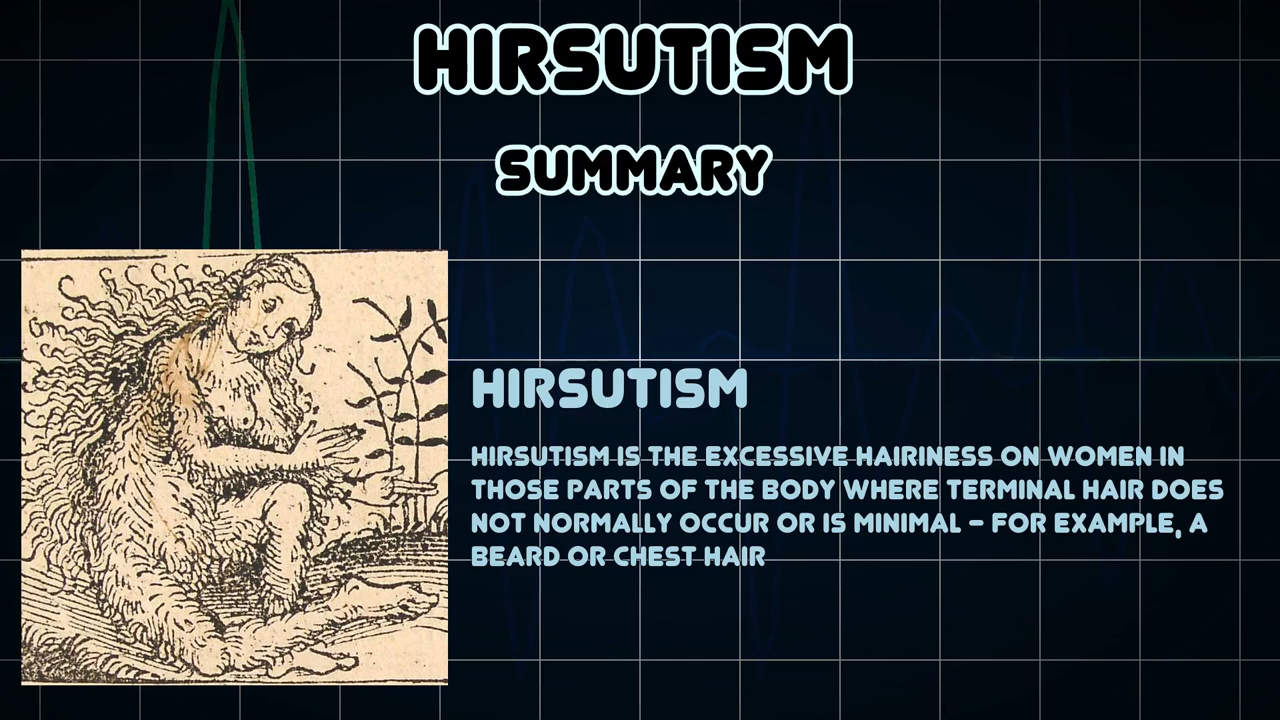 HIRSUTISM
SUMMARY
HIRSUTISM
HIRSUTISM IS THE EXCESSIVE HAIRINESS ON WOMEN IN
THOSE PARTS OF THE BODY WHERE TERMINAL HAIR DOES
NOT NORMALLY OCCUR OR IS MINIMAL – FOR EXAMPLE, A
BEARD OR CHEST HAIR